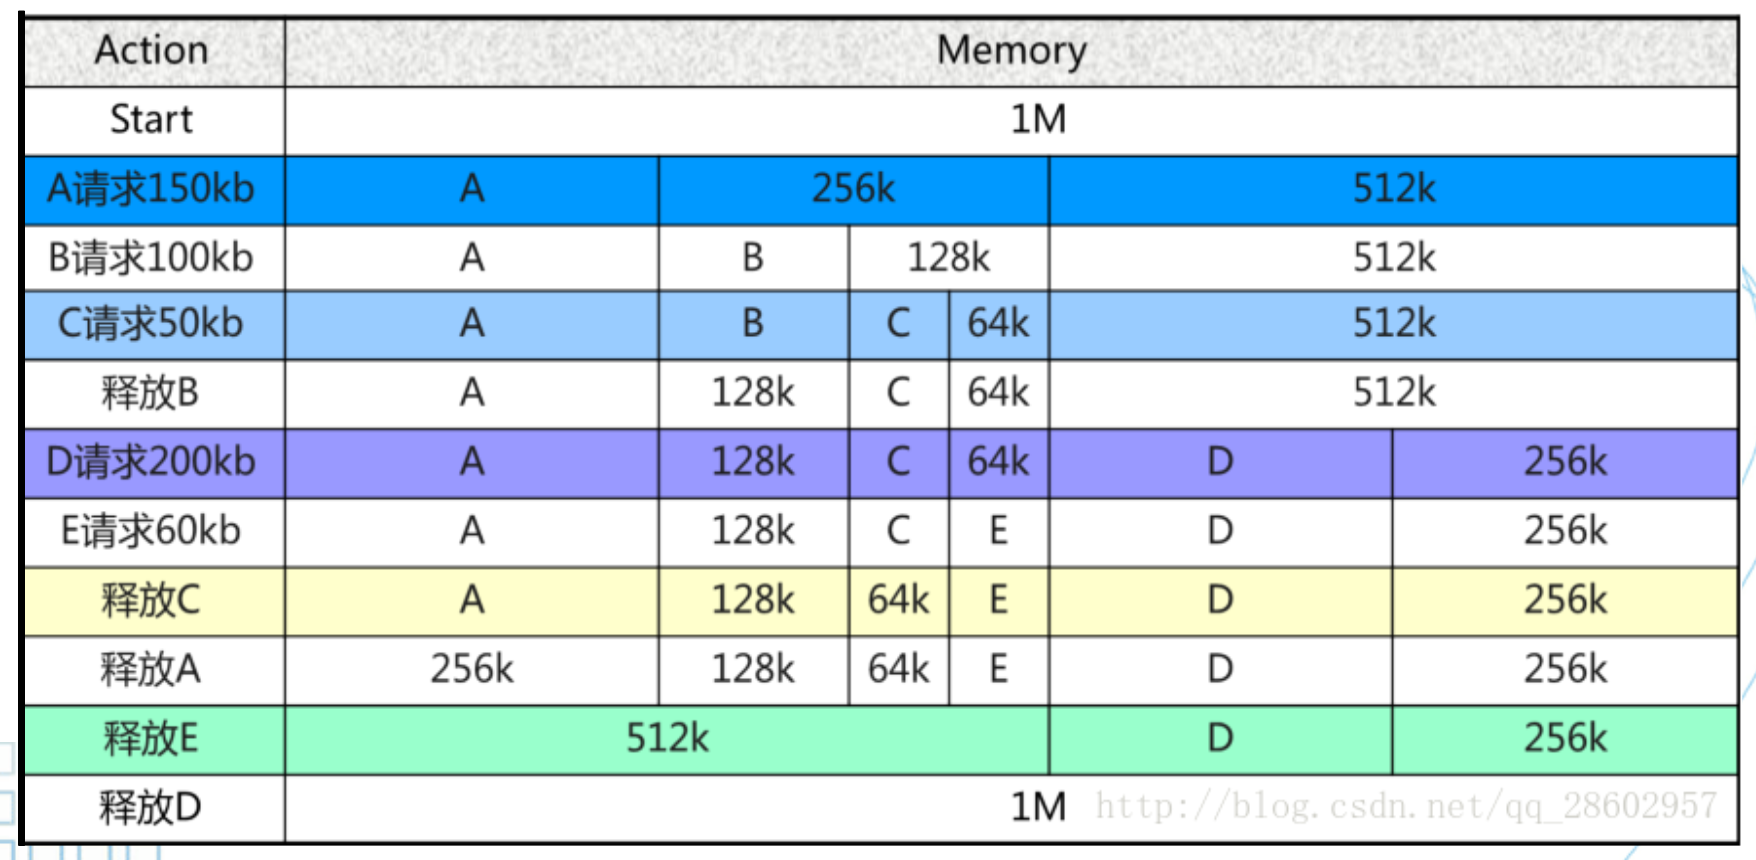 Action Memory
Start 1M
A请求150kb A 256k 512k
B请求100kb A B 128k 512k
C请求50kb A B C 64k 512k
释放B A 128k C 64k 512k
D请求200kb A 128k C 64k D 256k
E请求60kb A 128k C E D 256k
释放C A 128k 64k E D 256k
释放A 256k 128k 64k E D 256k
释放E 512k D 256k
释放D 1M http://blog.csdn.net/qq_28602957